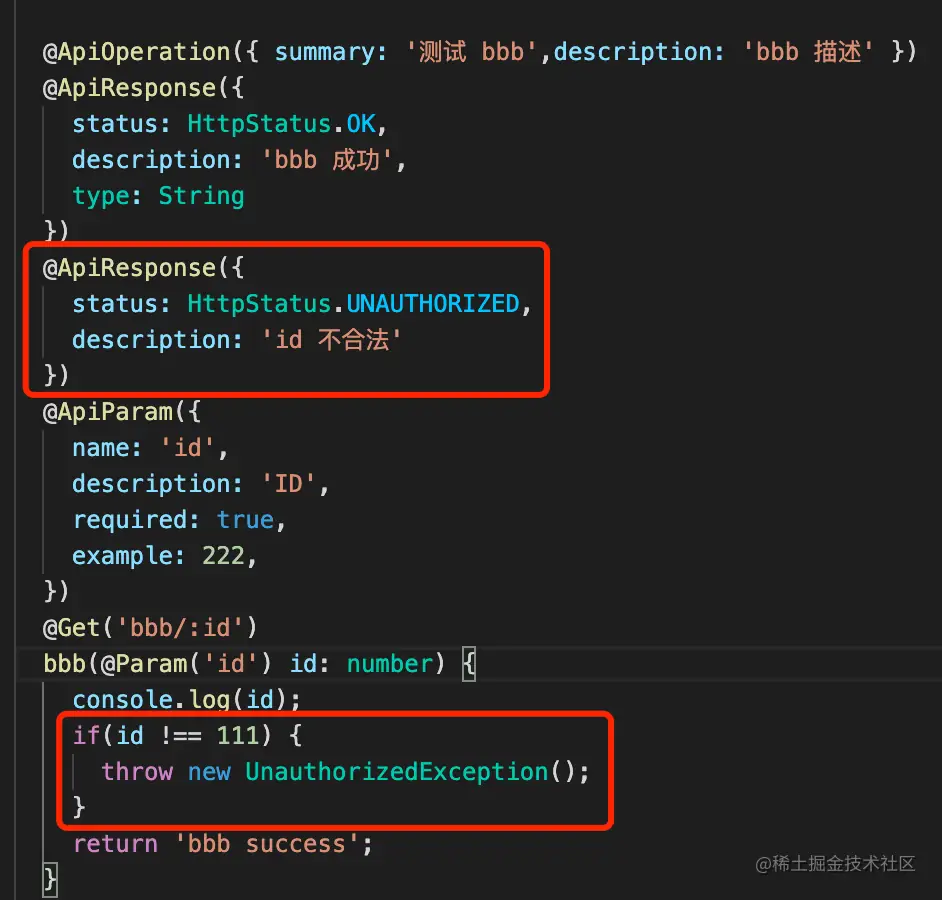 @ApiOperation({ summary: '测试 bbb',description: 'bbb 描述' })
@ApiResponse({
  status: HttpStatus.OK,
  description: 'bbb 成功',
  type: String
})
@ApiResponse({
  status: HttpStatus.UNAUTHORIZED,
  description: 'id 不合法'
})
@ApiParam({
  name: 'id',
  description: 'ID',
  required: true,
  example: 222,
})
@Get('bbb/:id')
bbb(@Param('id') id: number) {
  console.log(id);
  if(id !== 111) {
    throw new UnauthorizedException();
  }
  return 'bbb success';
}
@稀土掘金技术社区